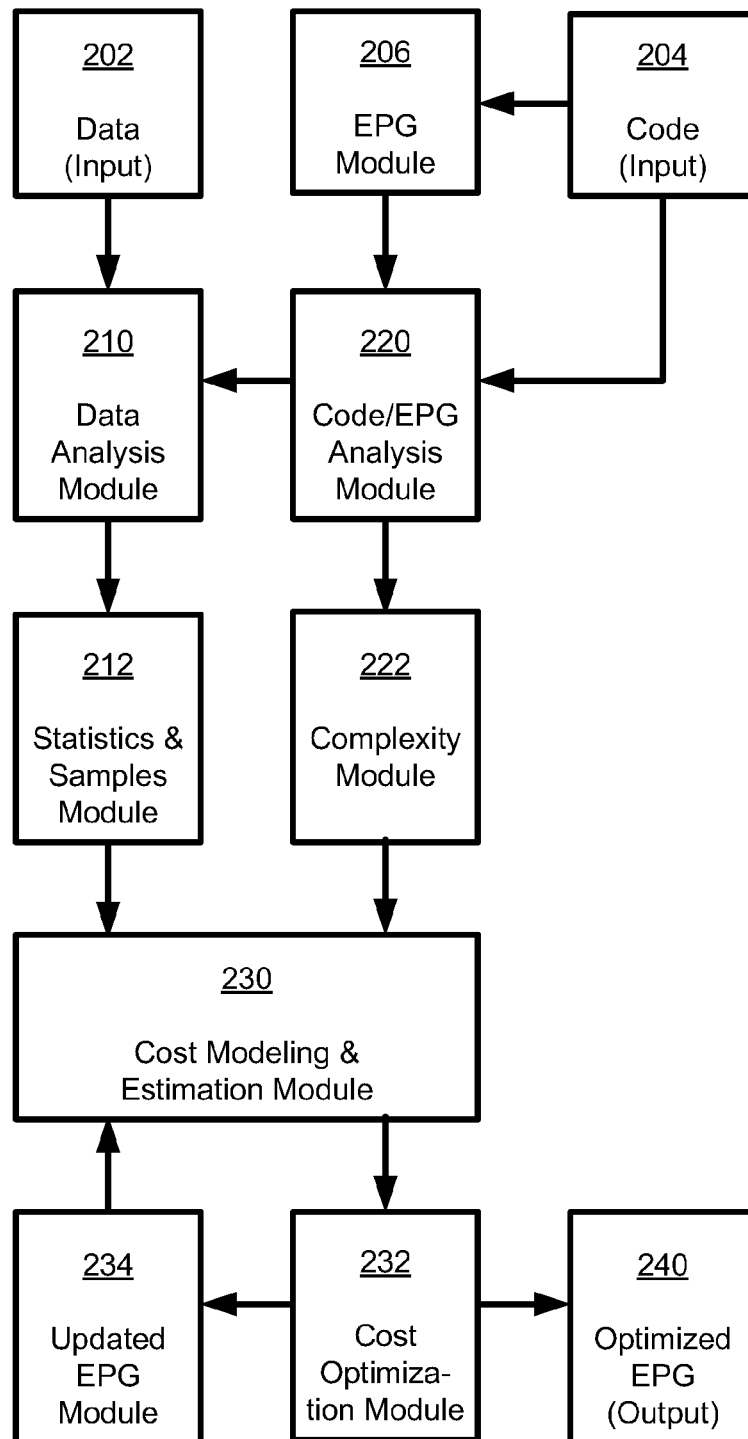 202
Data
(Input)
206
EPG
Module
204
Code
(Input)
210
Data
Analysis
Module
220
Code/EPG
Analysis
Module
212
Statistics &
Samples
Module
222
Complexity
Module
230
Cost Modeling &
Estimation Module
234
Updated
EPG
Module
232
Cost
Optimiza-
tion Module
240
Optimized
EPG
(Output)